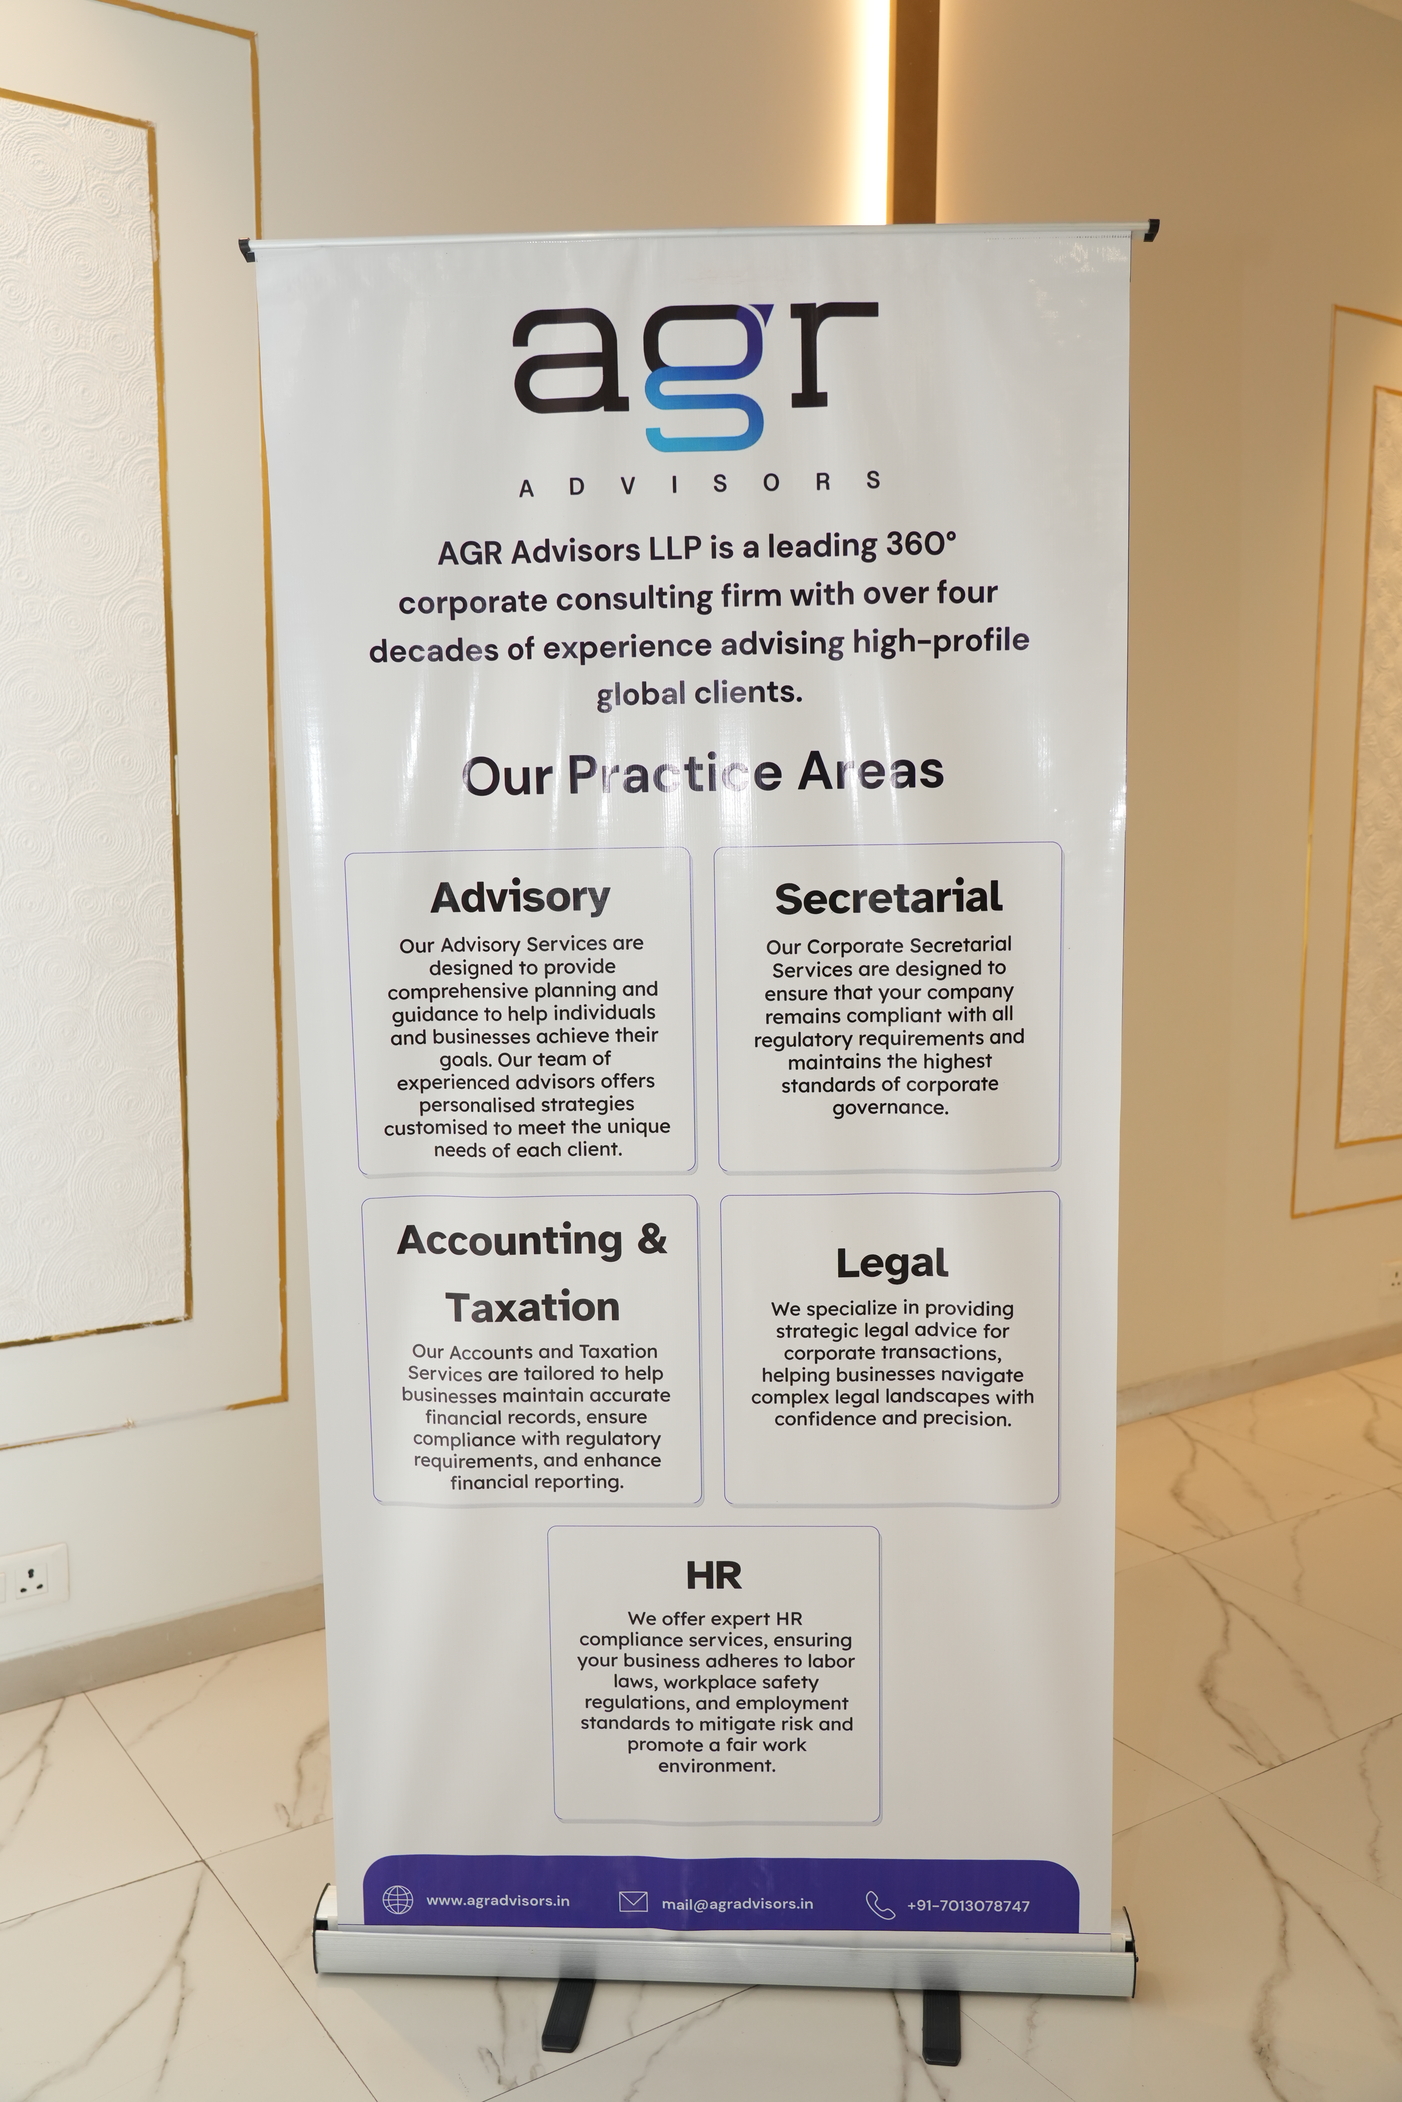 agr
ADVISORS
AGR Advisors LLP is a leading 360°
corporate consulting firm with over four
decades of experience advising high-profile
global clients.
Our Practice Areas
Advisory
Our Advisory Services are
designed to provide
comprehensive planning and
guidance to help individuals
and businesses achieve their
goals. Our team of
experienced advisors offers
personalised strategies
customised to meet the unique
needs of each client.
Secretarial
Our Corporate Secretarial
Services are designed to
ensure that your company
remains compliant with all
regulatory requirements and
maintains the highest
standards of corporate
governance.
Accounting &
Taxation
Our Accounts and Taxation
Services are tailored to help
businesses maintain accurate
financial records, ensure
compliance with regulatory
requirements, and enhance
financial reporting.
Legal
We specialize in providing
strategic legal advice for
corporate transactions,
helping businesses navigate
complex legal landscapes with
confidence and precision.
HR
We offer expert HR
compliance services, ensuring
your business adheres to labor
laws, workplace safety
regulations, and employment
standards to mitigate risk and
promote a fair work
environment.
www.agradvisors.in
mail@agradvisors.in
+91-7013078747